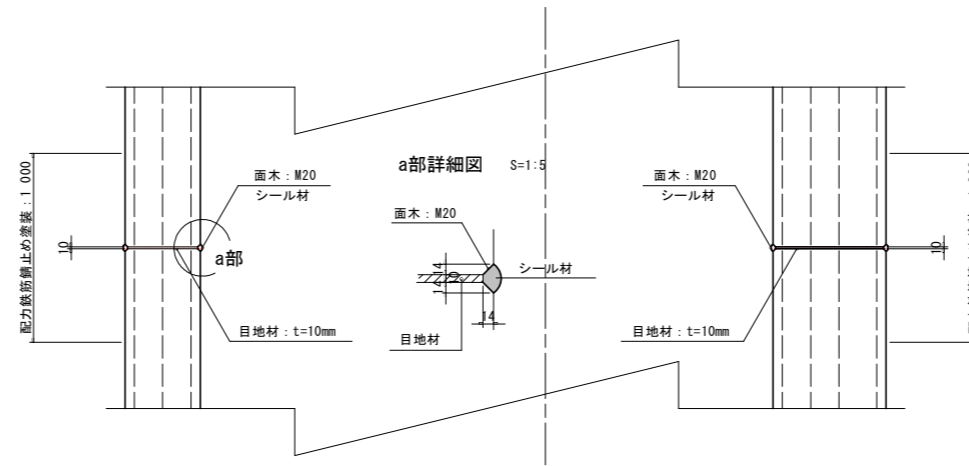 a部詳細図 S=1:5
面木：M20
シール材
面木：M20
シール材
面木：M20
シール材
目地材
14
10
14
14
a部
目地材：t=10mm
目地材：t=10mm
10
10
配力鉄筋錆止め塗装：1 000